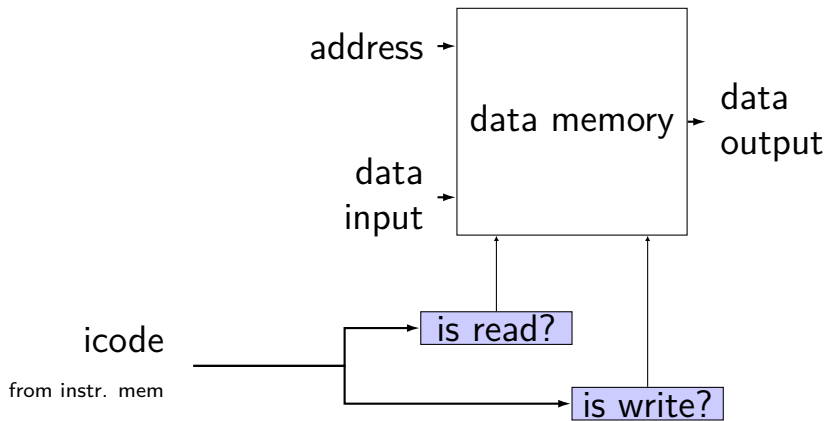 address
data memory
data
output
data
input
is read?
icode
from instr. mem
is write?